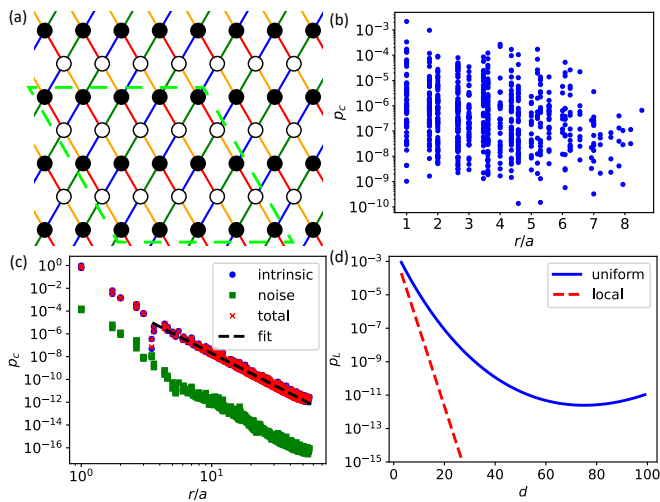 (a)
(b)
10⁻²
10⁻³
10⁻⁴
10⁻⁵
10⁻⁶
10⁻⁷
10⁻⁸
10⁻⁹
10⁻¹⁰
p_c
1 2 3 4 5 6 7 8
r/a
(c)
10⁰
10⁻²
10⁻⁴
10⁻⁶
10⁻⁸
10⁻¹⁰
10⁻¹²
10⁻¹⁴
10⁻¹⁶
p_c
intrinsic
noise
total
fit
10⁰ 10¹
r/a
(d)
10⁻³
10⁻⁵
10⁻⁷
10⁻⁹
10⁻¹¹
10⁻¹³
10⁻¹⁵
p_L
uniform
local
0 20 40 60 80 100
d